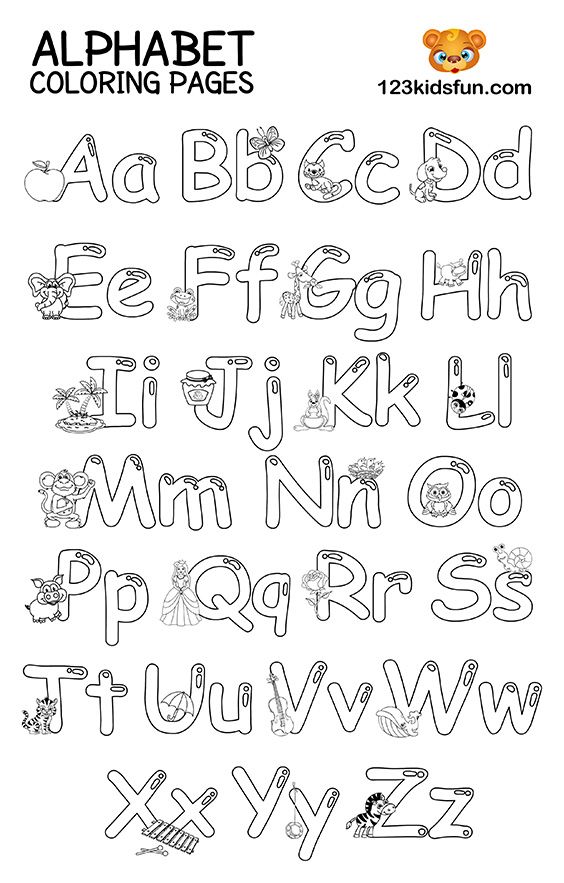 ALPHABET
COLORING PAGES
123kidsfun.com
Aa Bb Cc Dd
Ee Ff Gg Hh
Ii Jj Kk Ll
Mm Nn Oo
Pp Qq Rr Ss
Tt Uu Vv Ww
Xx Yy Zz